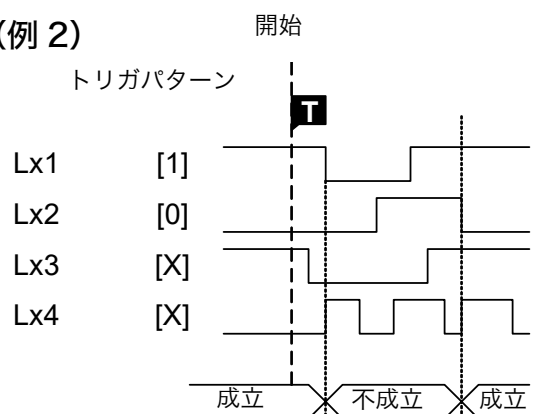 (例 2)
開始
トリガパターン
T
Lx1 [1]
Lx2 [0]
Lx3 [X]
Lx4 [X]
成立 不成立 成立